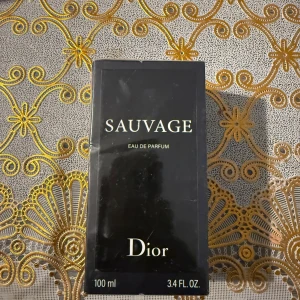 SAUVAGE
EAU DE PARFUM
Dior
100 ml 3.4 FL. OZ.